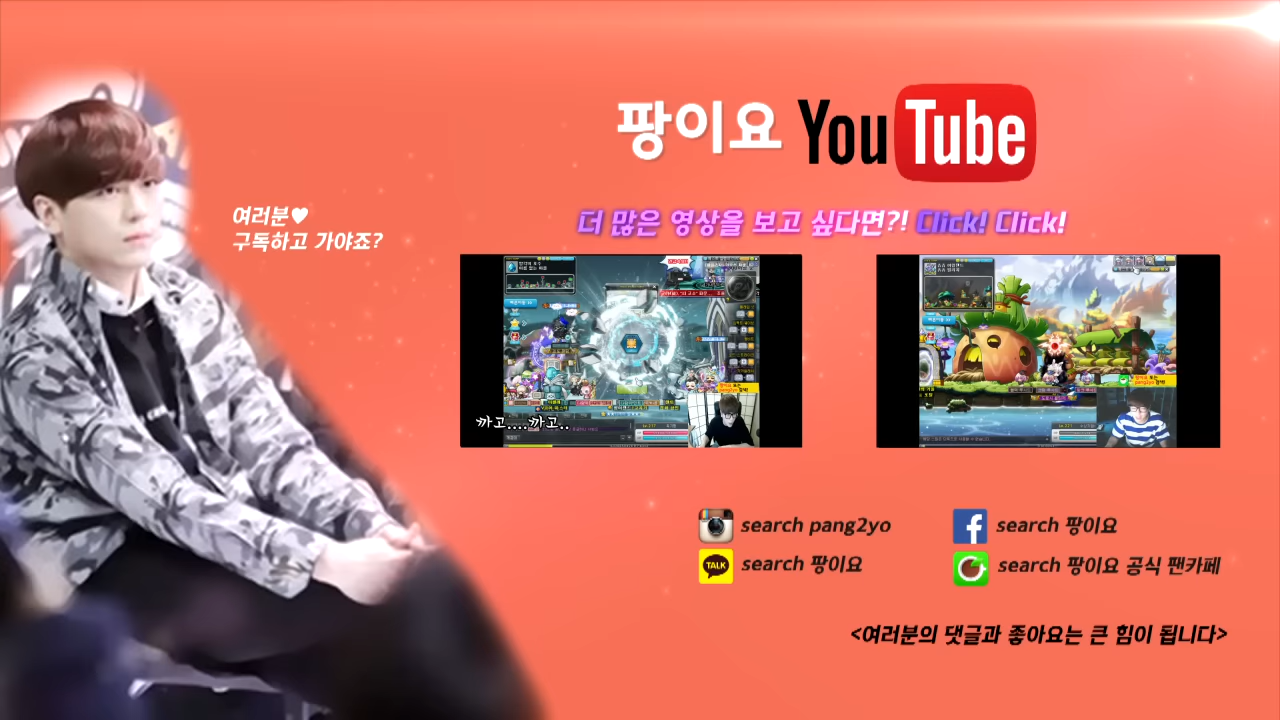 팡이요 YouTube
여러분♥
구독하고 가야죠?
더 많은 영상을 보고 싶다면?! Click! Click!
까고....까고..
search pang2yo
search 팡이요
TALK
search 팡이요
search 팡이요 공식 팬카페
<여러분의 댓글과 좋아요는 큰 힘이 됩니다>